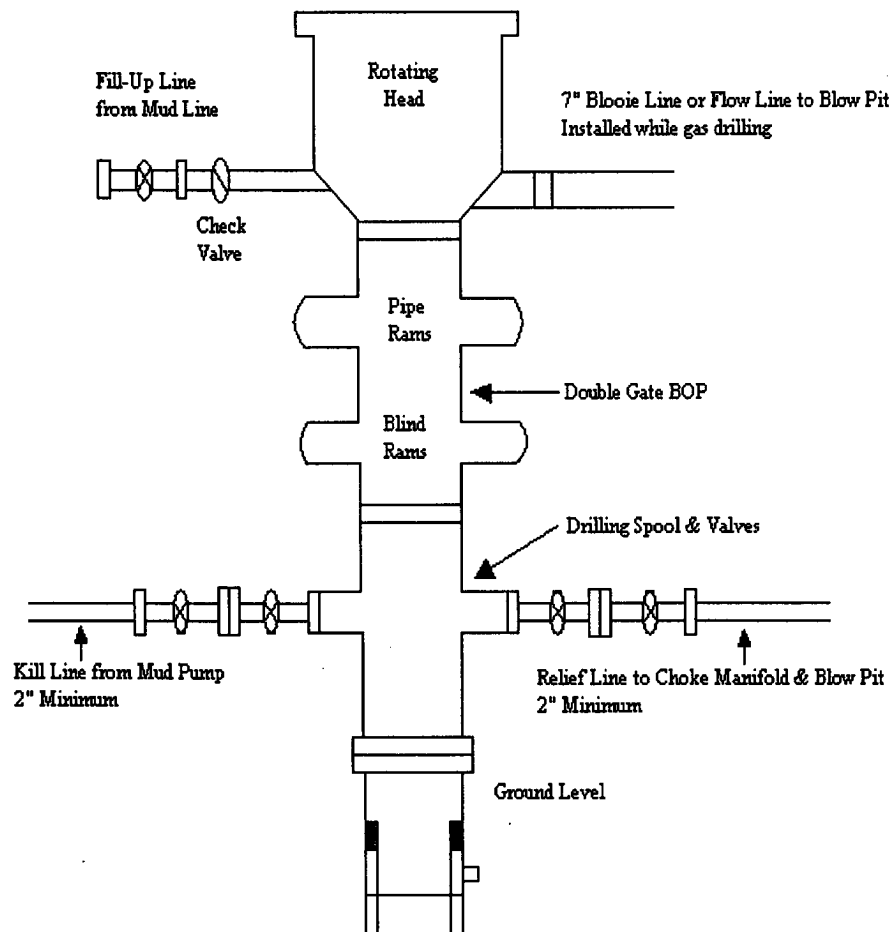 Rotating
Head
Fill-Up Line
from Mud Line
7" Blooie Line or Flow Line to Blow Pit
Installed while gas drilling
Check
Valve
Pipe
Rams
Double Gate BOP
Blind
Rams
Drilling Spool & Valves
Kill Line from Mud Pump
2" Minimum
Relief Line to Choke Manifold & Blow Pit
2" Minimum
Ground Level